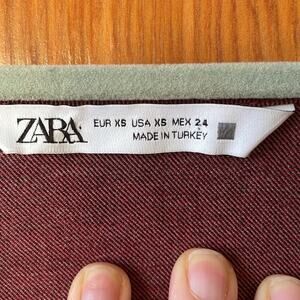 ZARA
EUR XS USA XS MEX 24
MADE IN TURKEY